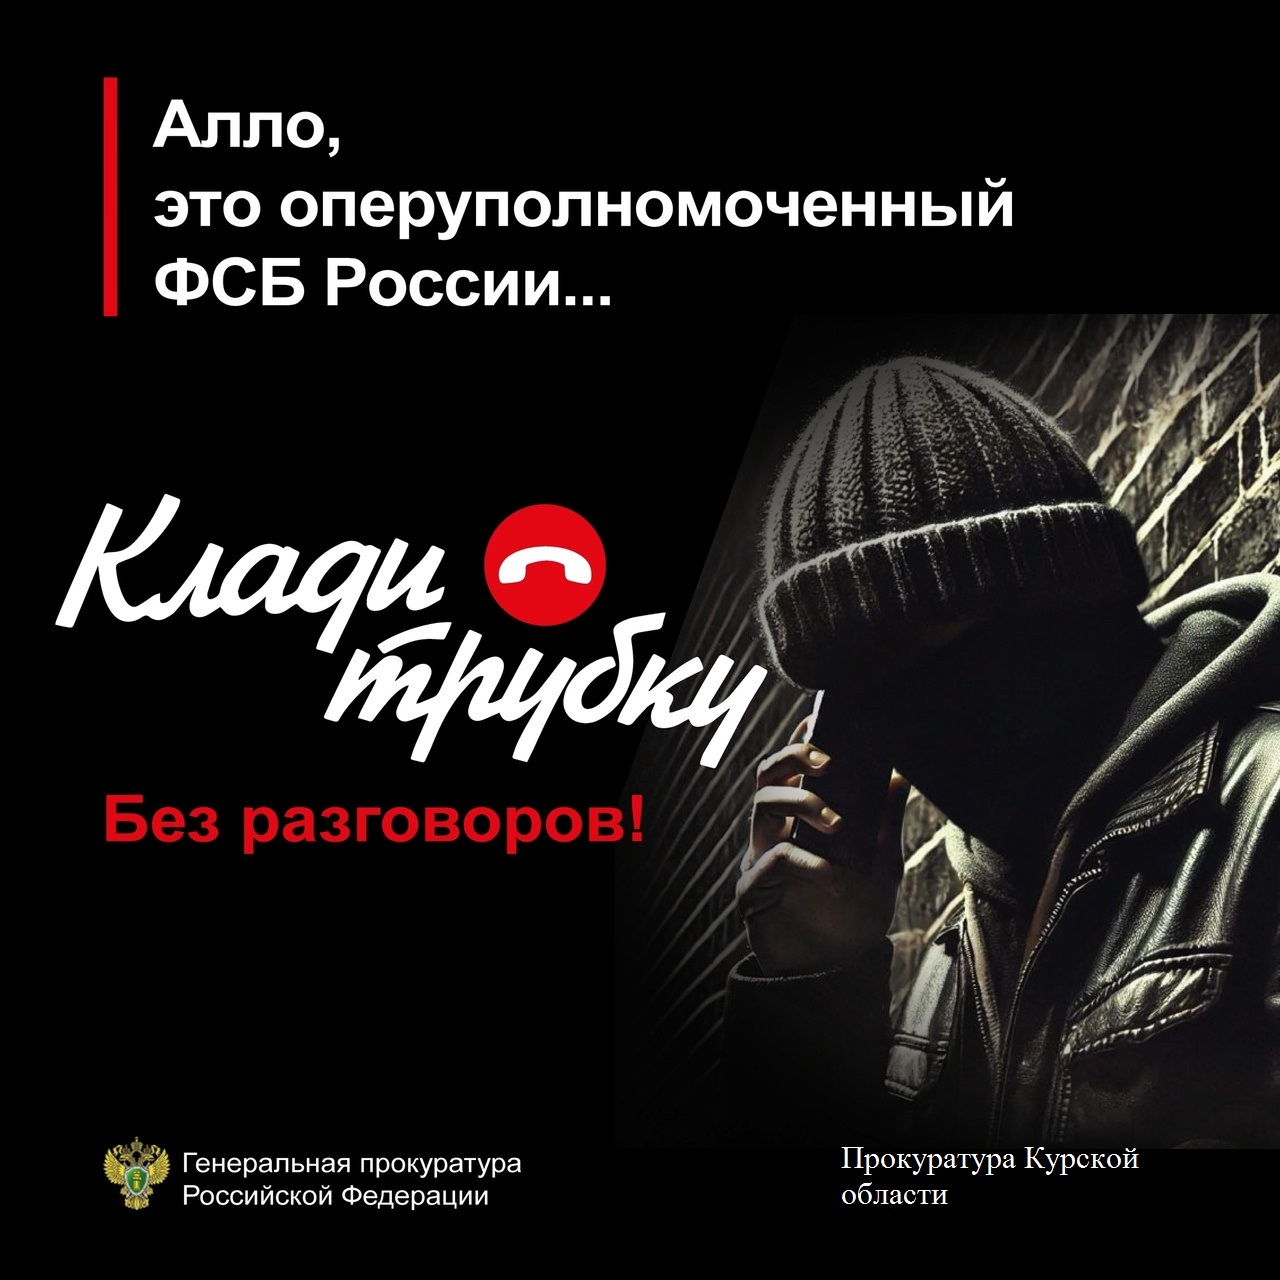 Алло,
это оперуполномоченный
ФСБ России...
Клади
трубку
Без разговоров!
Генеральная прокуратура
Российской Федерации
Прокуратура Курской
области